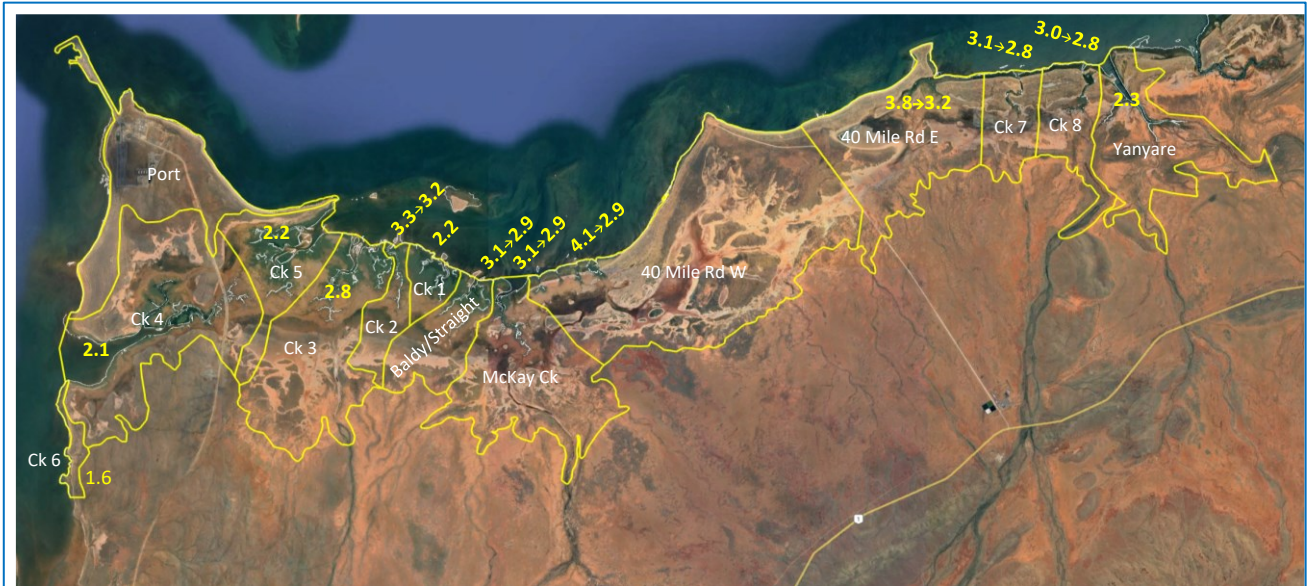 3.0→2.8
3.1→2.8
3.8→3.2
2.3
40 Mile Rd E
Ck 7
Ck 8
Yanyare
Port
3.3→3.2
2.2
3.1→2.9
3.1→2.9
4.1→2.9
2.2
Ck 5
2.8
Ck 1
40 Mile Rd W
Ck 4
Ck 2
2.1
Ck 3
Baldy/Straight
McKay Ck
Ck 6
1.6
1